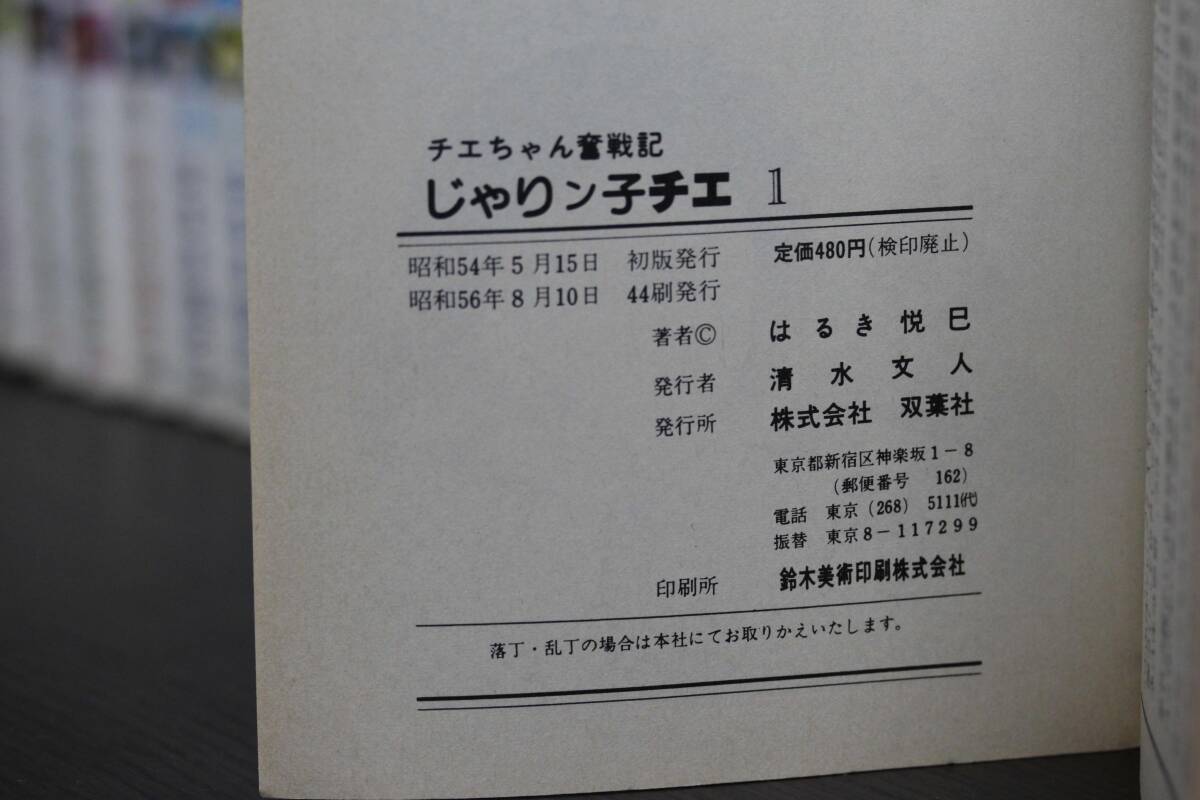 チエちゃん奮戦記
じゃりン子チエ 1
昭和54年5月15日 初版発行 定価480円(検印廃止)
昭和56年8月10日 44刷発行
著者© はるき悦巳
発行者 清水文人
発行所 株式会社 双葉社
東京都新宿区神楽坂1-8
(郵便番号 162)
電話 東京(268) 5111㈹
振替 東京8-117299
印刷所 鈴木美術印刷株式会社
落丁・乱丁の場合は本社にてお取りかえいたします。